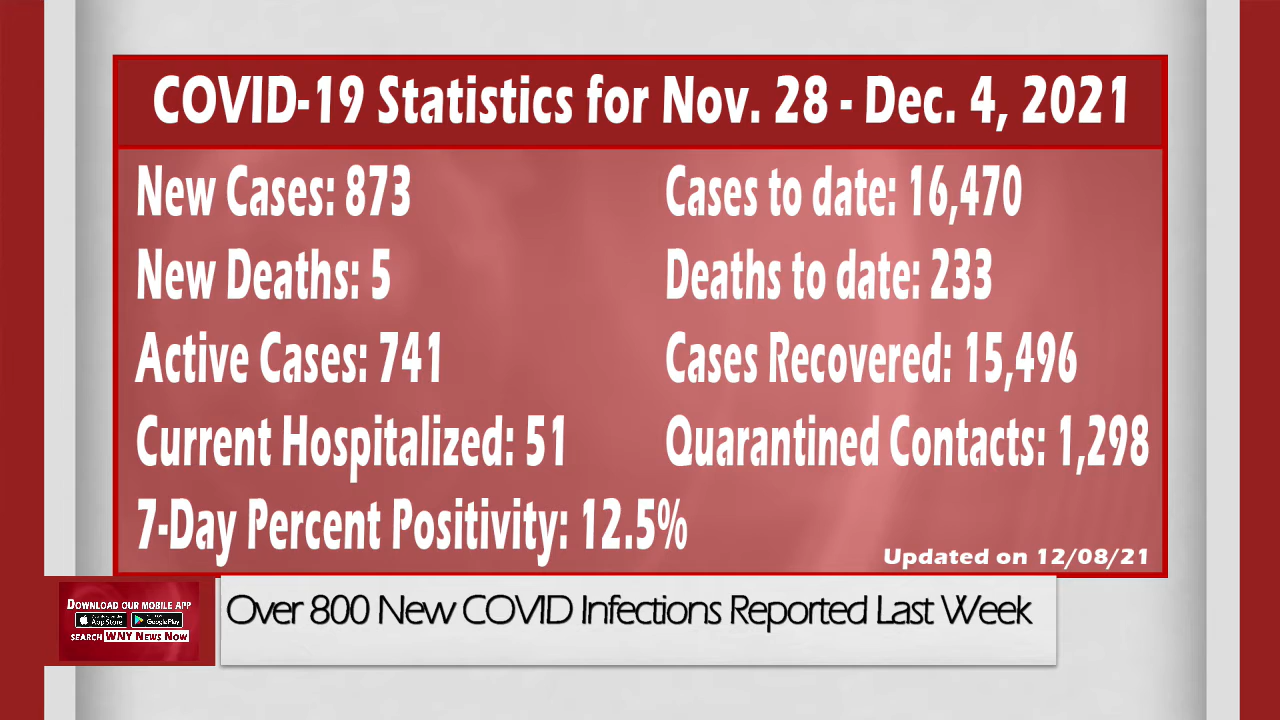 COVID-19 Statistics for Nov. 28 - Dec. 4, 2021
New Cases: 873
Cases to date: 16,470
New Deaths: 5
Deaths to date: 233
Active Cases: 741
Cases Recovered: 15,496
Current Hospitalized: 51
Quarantined Contacts: 1,298
7-Day Percent Positivity: 12.5%
Updated on 12/08/21
DOWNLOAD OUR MOBILE APP
App Store
Google Play
SEARCH WNY NEWS NOW
Over 800 New COVID Infections Reported Last Week